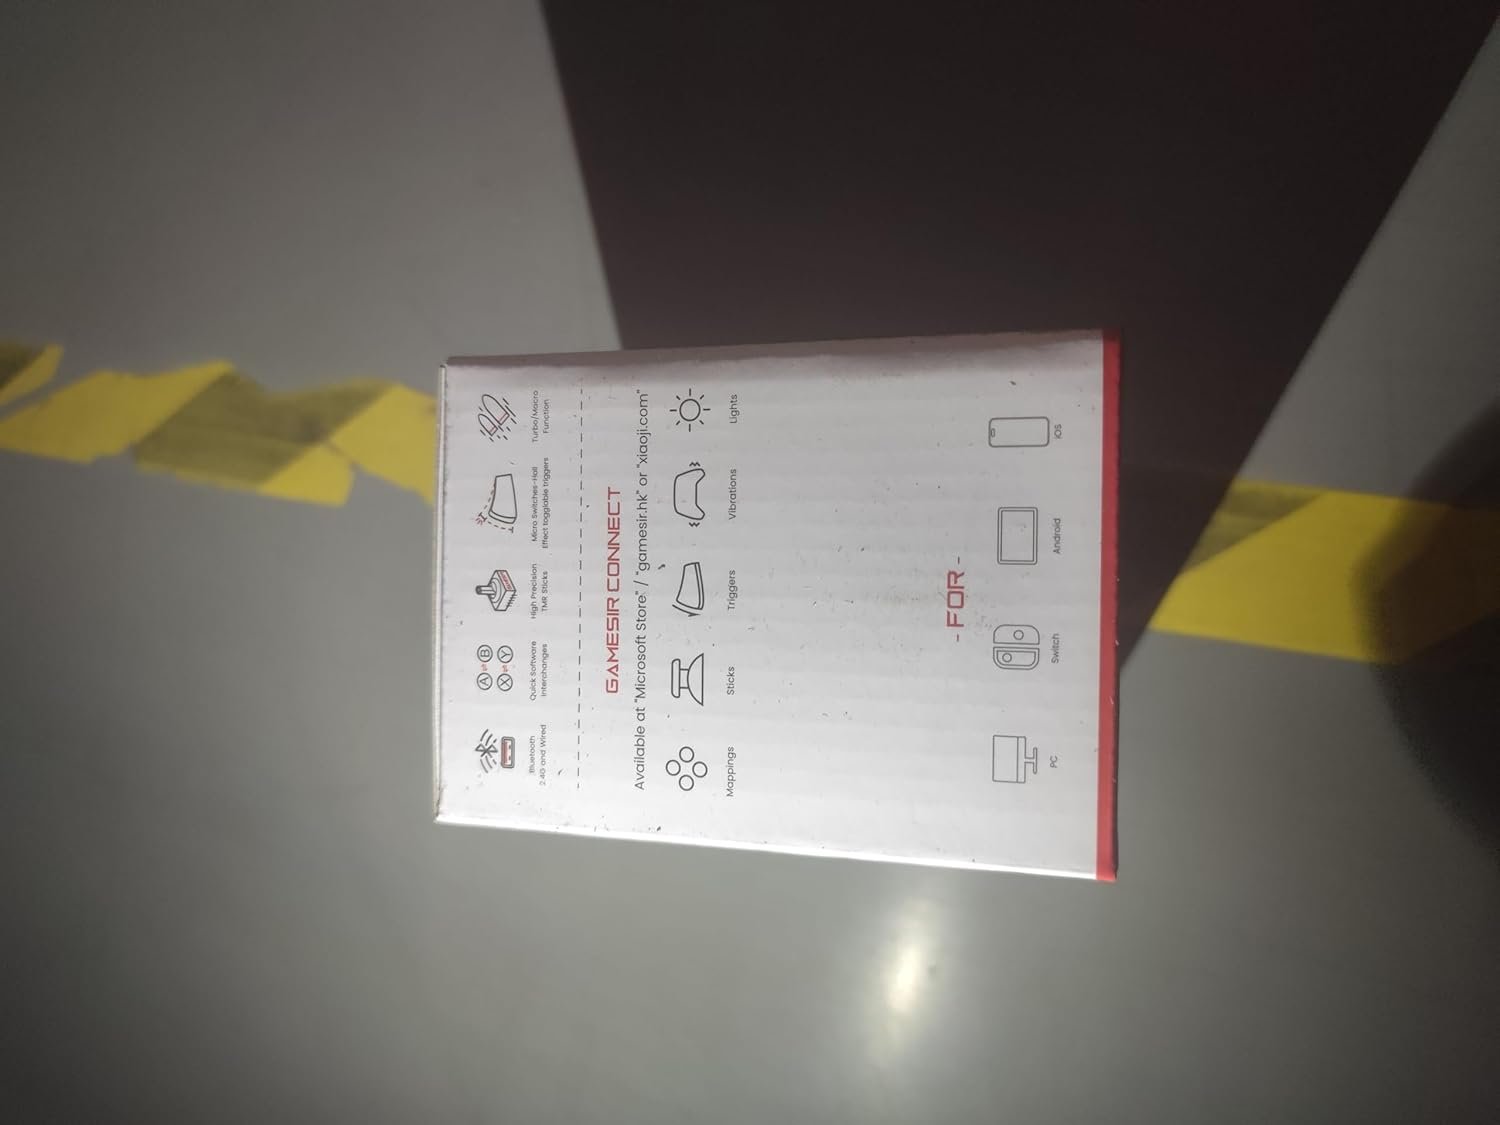 Bluetooth
2.4G and Wired
A B
X Y
Quick Software
Interchanges
High Precision
TMR Sticks
Micro Switches-Hall
Effect togglable triggers
Turbo/Macro
Function
GAMESIR CONNECT
Available at "Microsoft Store." / "gamesir.hk" or "xiaoji.com"
Mappings
Sticks
Triggers
Vibrations
Lights
- FOR -
PC
Switch
Android
iOS